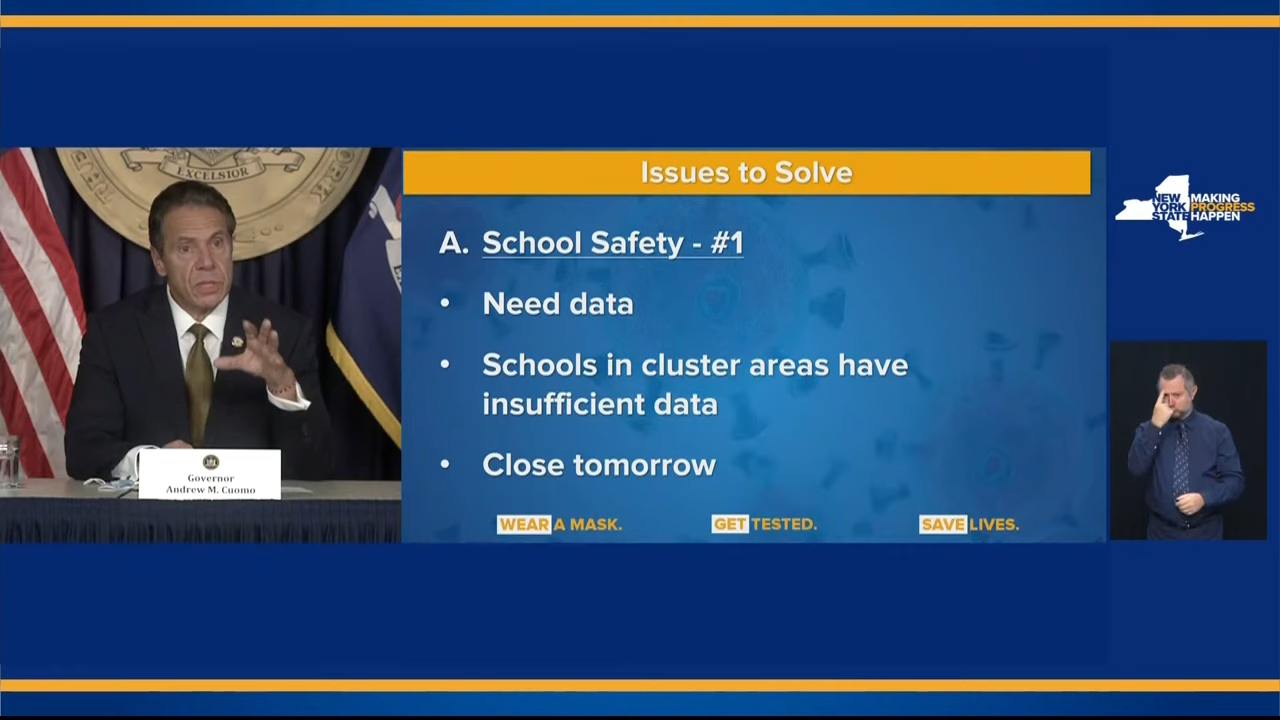 EXCELSIOR
Governor
Andrew M. Cuomo
Issues to Solve
A. School Safety - #1
• Need data
• Schools in cluster areas have
insufficient data
• Close tomorrow
WEAR A MASK. GET TESTED. SAVE LIVES.
NEW YORK STATE
MAKING PROGRESS HAPPEN